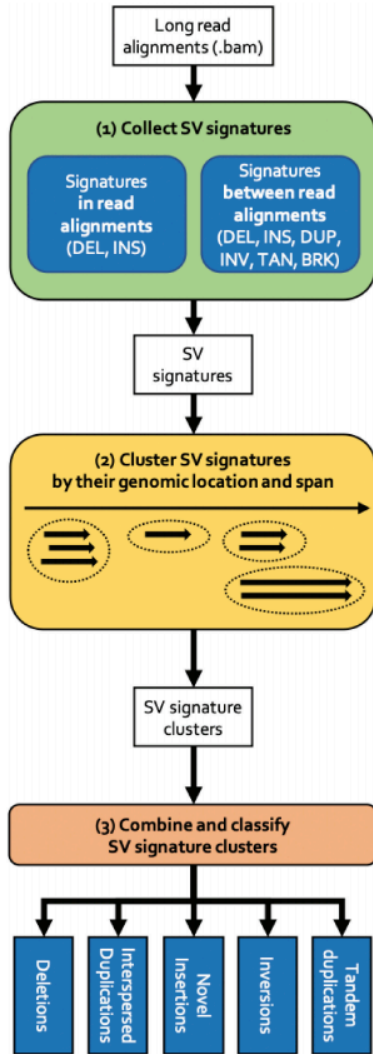 Long read
alignments (.bam)
(1) Collect SV signatures
Signatures
in read
alignments
(DEL, INS)
Signatures
between read
alignments
(DEL, INS, DUP,
INV, TAN, BRK)
SV
signatures
(2) Cluster SV signatures
by their genomic location and span
SV signature
clusters
(3) Combine and classify
SV signature clusters
Deletions
Interspersed
Duplications
Novel
Insertions
Inversions
Tandem
duplications